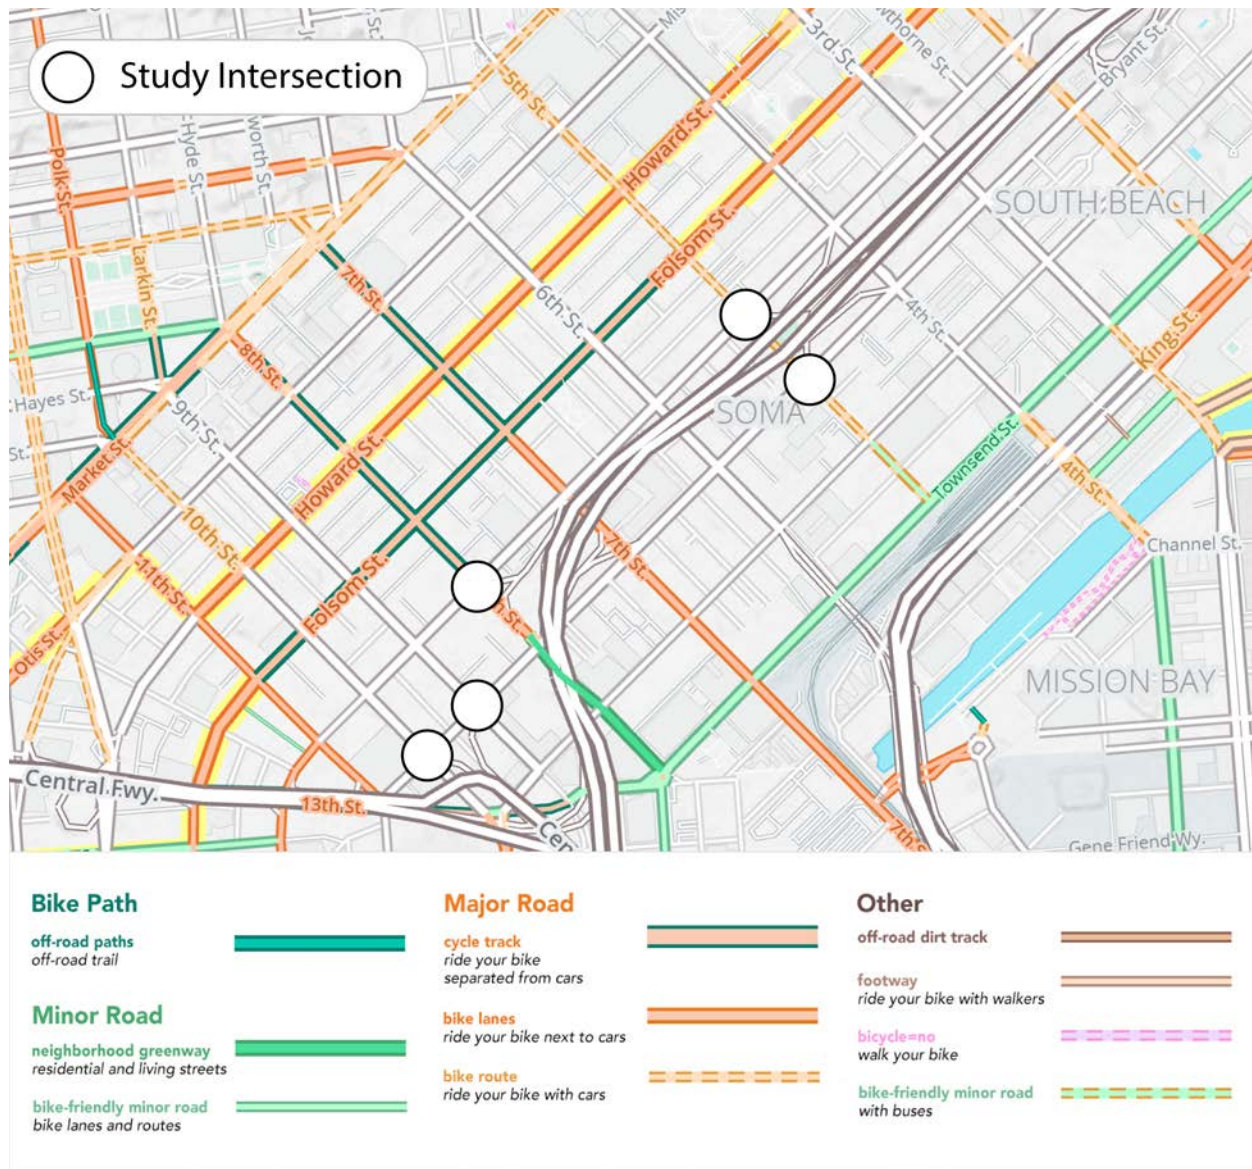 Study Intersection
3rd St.
Bryant St.
5th St.
Howard St.
Polk St.
Hyde St.
SOUTH BEACH
Folsom St.
Larkin St.
7th St.
6th St.
4th St.
King St.
8th St.
Hayes St.
9th St.
SOMA
St.
Market St.
Howard St.
Townsend St.
4th St.
10th St.
Channel St.
11th St.
Folsom St.
7th St.
Otis St.
MISSION BAY
Central Fwy.
13th St.
Cen
7th S
Gene Friend Wy.
Bike Path
off-road paths
off-road trail
Minor Road
neighborhood greenway
residential and living streets
bike-friendly minor road
bike lanes and routes
Major Road
cycle track
ride your bike
separated from cars
bike lanes
ride your bike next to cars
bike route
ride your bike with cars
Other
off-road dirt track
footway
ride your bike with walkers
bicycle=no
walk your bike
bike-friendly minor road
with buses